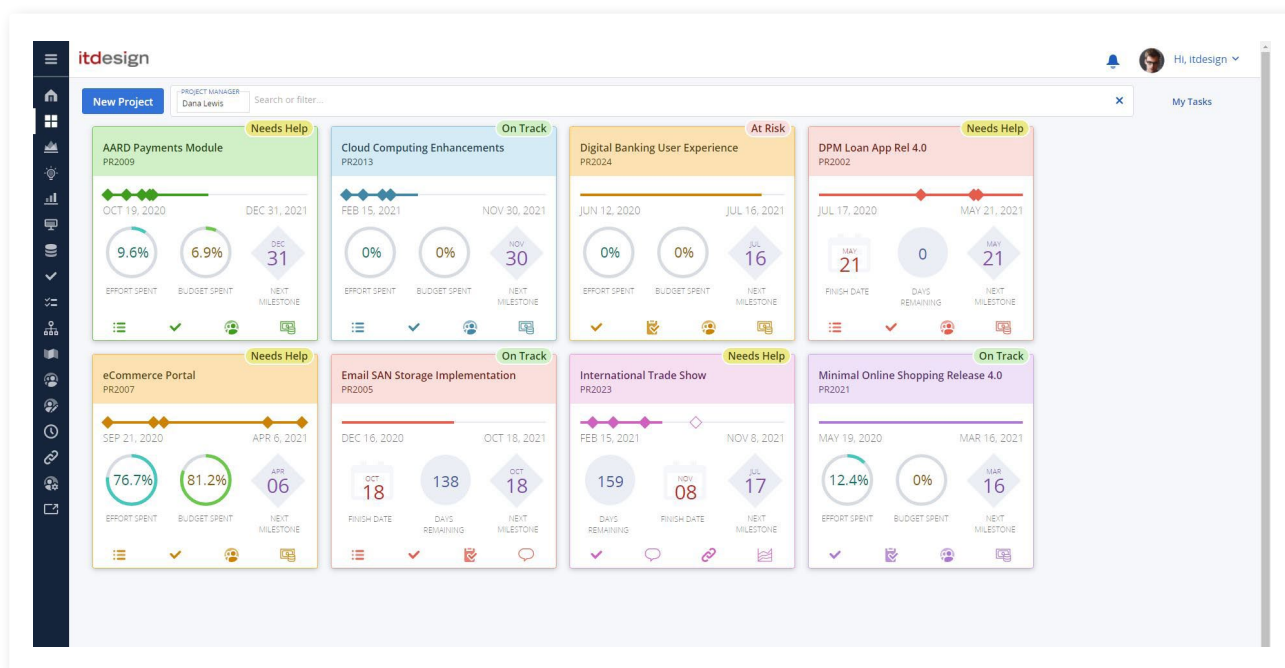 itdesign
Hi, itdesign
New Project
PROJECT MANAGER
Dana Lewis
Search or filter...
My Tasks
Needs Help
AARD Payments Module
PR2009
OCT 19, 2020 DEC 31, 2021
9.6%
6.9%
DEC
31
EFFORT SPENT
BUDGET SPENT
NEXT
MILESTONE
On Track
Cloud Computing Enhancements
PR2013
FEB 15, 2021 NOV 30, 2021
0%
0%
NOV
30
EFFORT SPENT
BUDGET SPENT
NEXT
MILESTONE
At Risk
Digital Banking User Experience
PR2024
JUN 12, 2020 JUL 16, 2021
0%
0%
JUL
16
EFFORT SPENT
BUDGET SPENT
NEXT
MILESTONE
Needs Help
DPM Loan App Rel 4.0
PR2002
JUL 17, 2020 MAY 21, 2021
MAY
21
0
MAY
21
FINISH DATE
DAYS
REMAINING
NEXT
MILESTONE
Needs Help
eCommerce Portal
PR2007
SEP 21, 2020 APR 6, 2021
76.7%
81.2%
APR
06
EFFORT SPENT
BUDGET SPENT
NEXT
MILESTONE
On Track
Email SAN Storage Implementation
PR2005
DEC 16, 2020 OCT 18, 2021
OCT
18
138
OCT
18
FINISH DATE
DAYS
REMAINING
NEXT
MILESTONE
Needs Help
International Trade Show
PR2023
FEB 15, 2021 NOV 8, 2021
159
NOV
08
JUL
17
DAYS
REMAINING
FINISH DATE
NEXT
MILESTONE
On Track
Minimal Online Shopping Release 4.0
PR2021
MAY 19, 2020 MAR 16, 2021
12.4%
0%
MAR
16
EFFORT SPENT
BUDGET SPENT
NEXT
MILESTONE